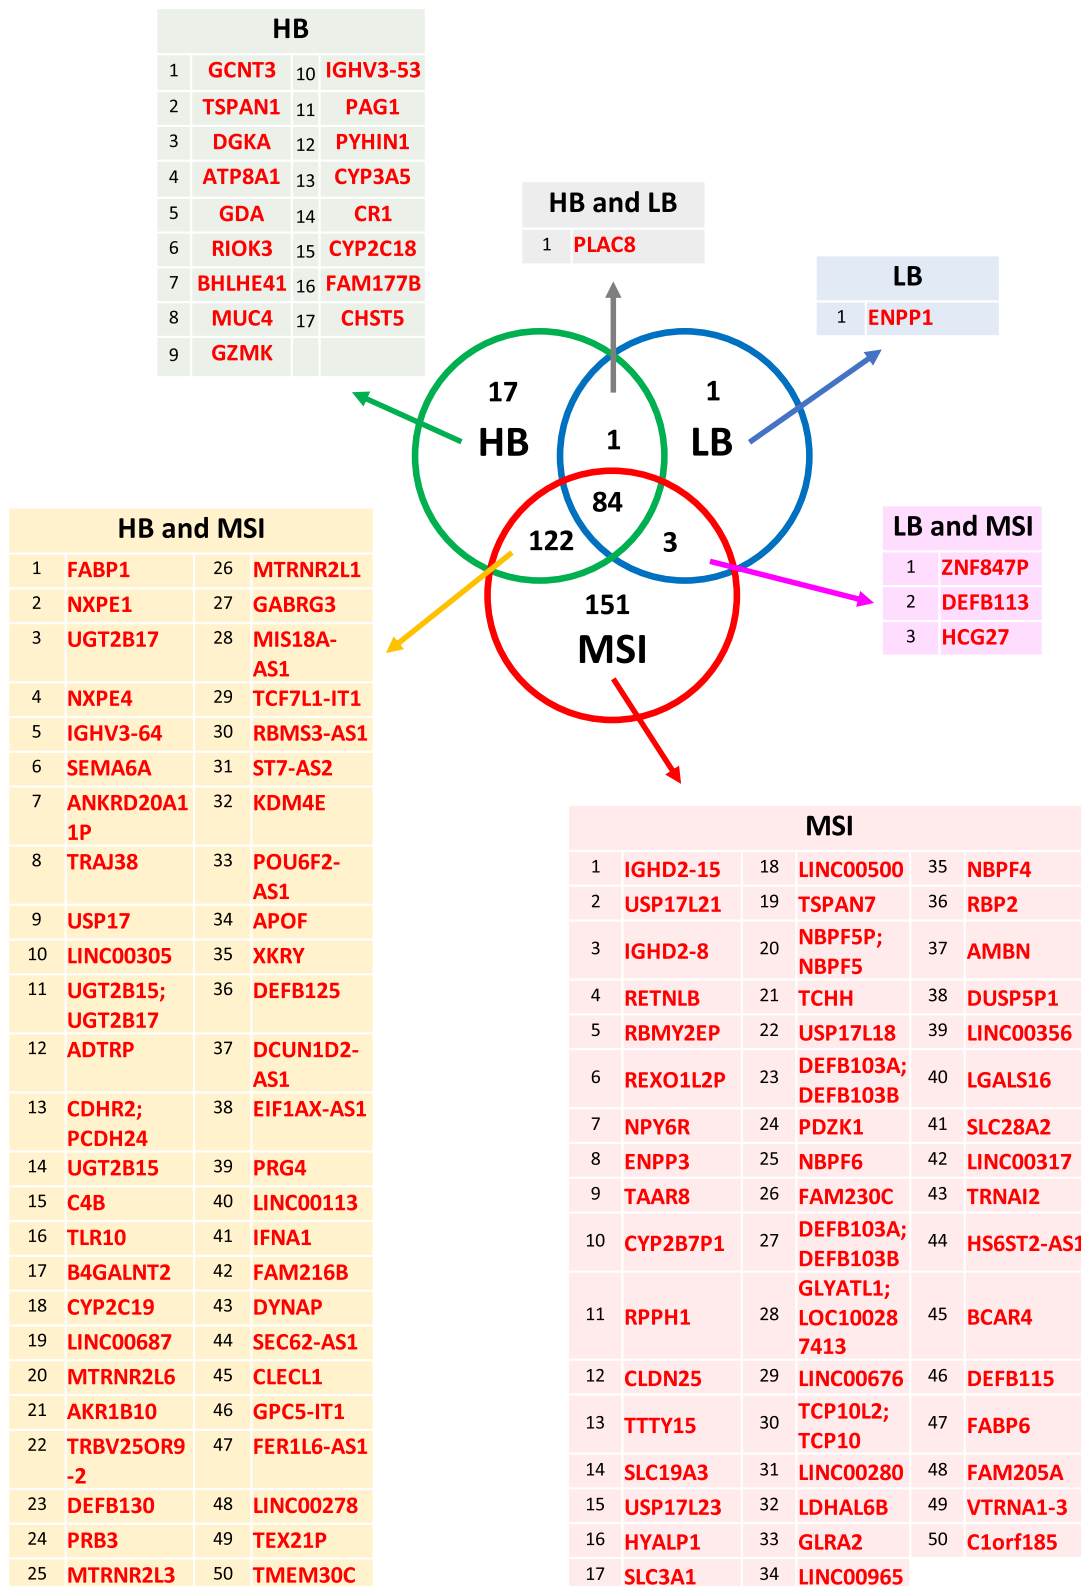 HB
1 GCNT3 10 IGHV3-53
2 TSPAN1 11 PAG1
3 DGKA 12 PYHIN1
4 ATP8A1 13 CYP3A5
5 GDA 14 CR1
6 RIOK3 15 CYP2C18
7 BHLHE41 16 FAM177B
8 MUC4 17 CHST5
9 GZMK
HB and LB
1 PLAC8
LB
1 ENPP1
17
1
HB
1
LB
84
122
3
151
MSI
HB and MSI
1 FABP1 26 MTRNR2L1
2 NXPE1 27 GABRG3
3 UGT2B17 28 MIS18A-
AS1
4 NXPE4 29 TCF7L1-IT1
5 IGHV3-64 30 RBMS3-AS1
6 SEMA6A 31 ST7-AS2
7 ANKRD20A1 32 KDM4E
1P
8 TRAJ38 33 POU6F2-
AS1
9 USP17 34 APOF
10 LINC00305 35 XKRY
11 UGT2B15; 36 DEFB125
UGT2B17
12 ADTRP 37 DCUN1D2-
AS1
13 CDHR2; 38 EIF1AX-AS1
PCDH24
14 UGT2B15 39 PRG4
15 C4B 40 LINC00113
16 TLR10 41 IFNA1
17 B4GALNT2 42 FAM216B
18 CYP2C19 43 DYNAP
19 LINC00687 44 SEC62-AS1
20 MTRNR2L6 45 CLECL1
21 AKR1B10 46 GPC5-IT1
22 TRBV25OR9 47 FER1L6-AS1
-2
23 DEFB130 48 LINC00278
24 PRB3 49 TEX21P
25 MTRNR2L3 50 TMEM30C
LB and MSI
1 ZNF847P
2 DEFB113
3 HCG27
MSI
1 IGHD2-15 18 LINC00500 35 NBPF4
2 USP17L21 19 TSPAN7 36 RBP2
3 IGHD2-8 20 NBPF5P; 37 AMBN
NBPF5
4 RETNLB 21 TCHH 38 DUSP5P1
5 RBMY2EP 22 USP17L18 39 LINC00356
6 REXO1L2P 23 DEFB103A; 40 LGALS16
DEFB103B
7 NPY6R 24 PDZK1 41 SLC28A2
8 ENPP3 25 NBPF6 42 LINC00317
9 TAAR8 26 FAM230C 43 TRNAI2
10 CYP2B7P1 27 DEFB103A; 44 HS6ST2-AS1
DEFB103B
11 RPPH1 28 GLYATL1; 45 BCAR4
LOC10028
7413
12 CLDN25 29 LINC00676 46 DEFB115
13 TTTY15 30 TCP10L2; 47 FABP6
TCP10
14 SLC19A3 31 LINC00280 48 FAM205A
15 USP17L23 32 LDHAL6B 49 VTRNA1-3
16 HYALP1 33 GLRA2 50 C1orf185
17 SLC3A1 34 LINC00965